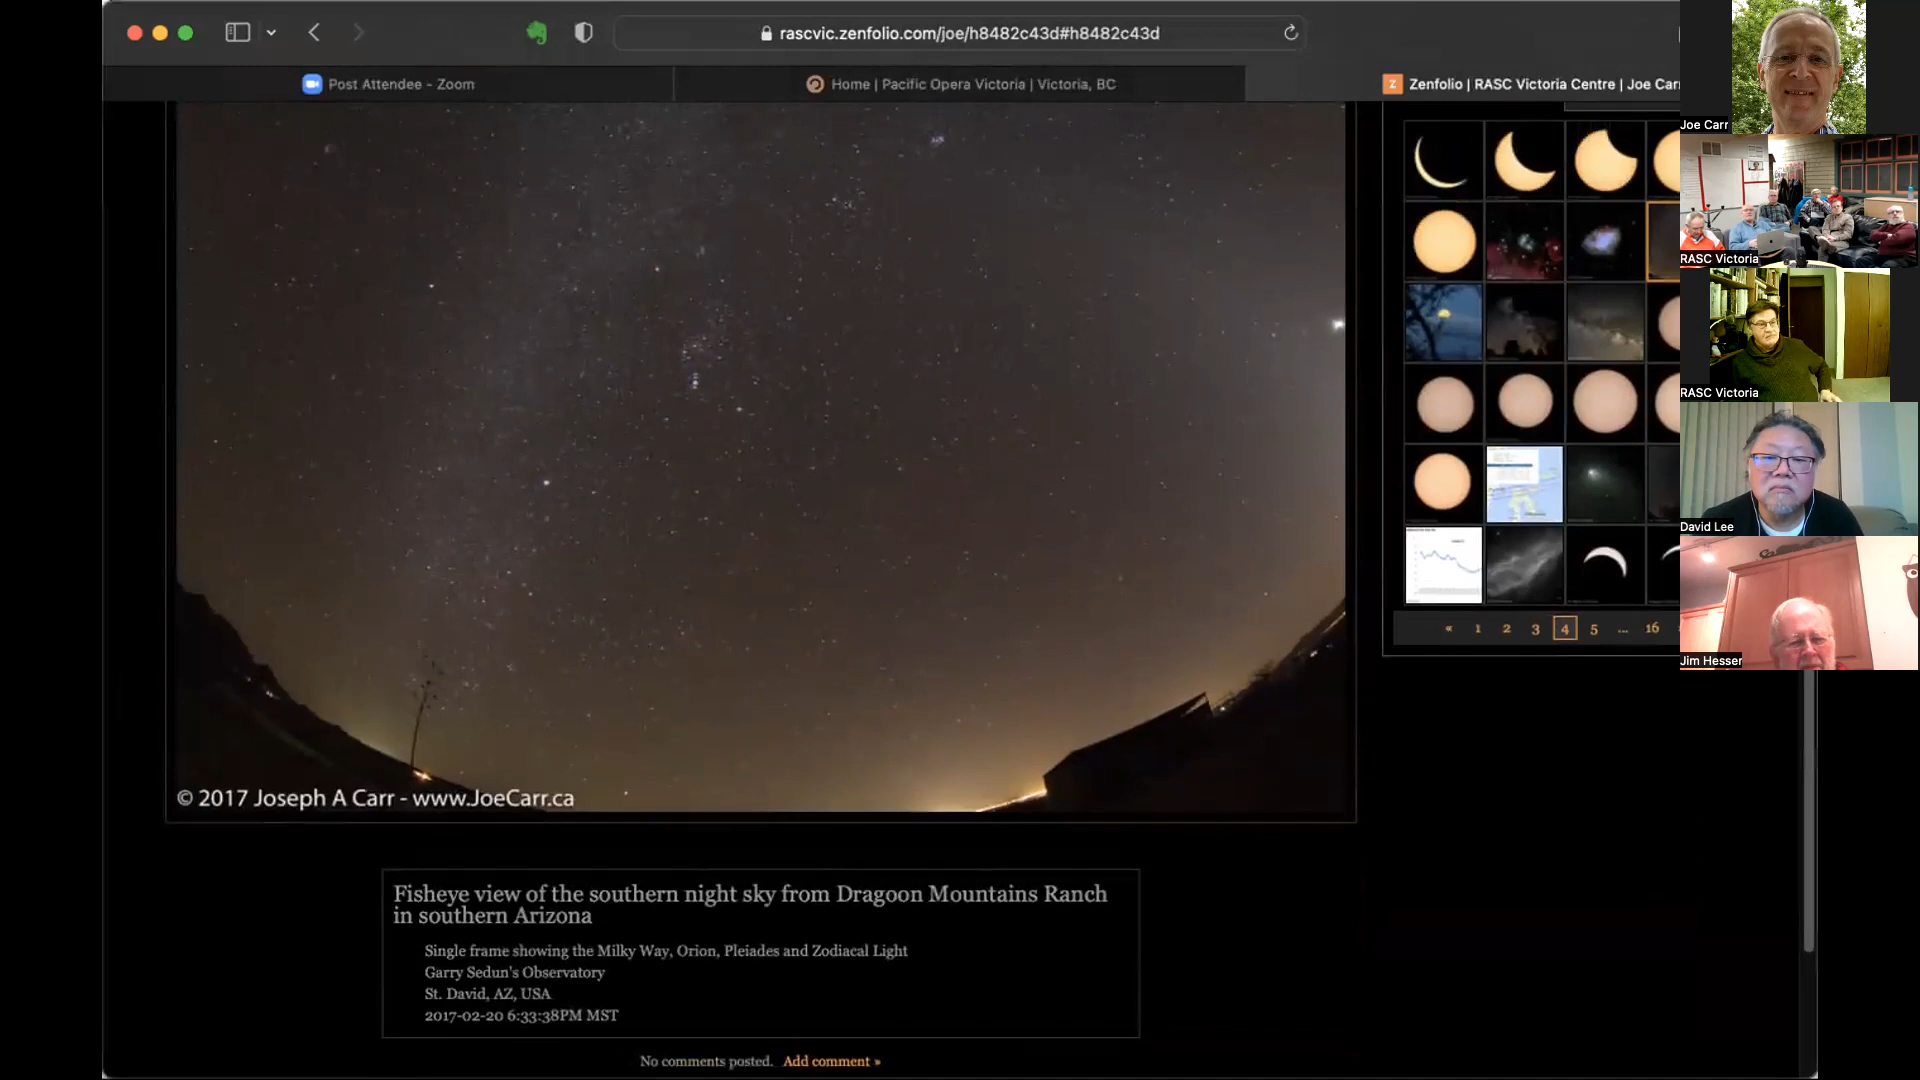 rascvic.zenfolio.com/joe/h8482c43d#h8482c43d
Post Attendee - Zoom
Home | Pacific Opera Victoria | Victoria, BC
Z
Zenfolio | RASC Victoria Centre | Joe Carr
Joe Carr
RASC Victoria
RASC Victoria
David Lee
Jim Hesser
« 1 2 3 4 5 ... 16
© 2017 Joseph A Carr - www.JoeCarr.ca
Fisheye view of the southern night sky from Dragoon Mountains Ranch
in southern Arizona
Single frame showing the Milky Way, Orion, Pleiades and Zodiacal Light
Garry Sedun's Observatory
St. David, AZ, USA
2017-02-20 6:33:38PM MST
No comments posted. Add comment »